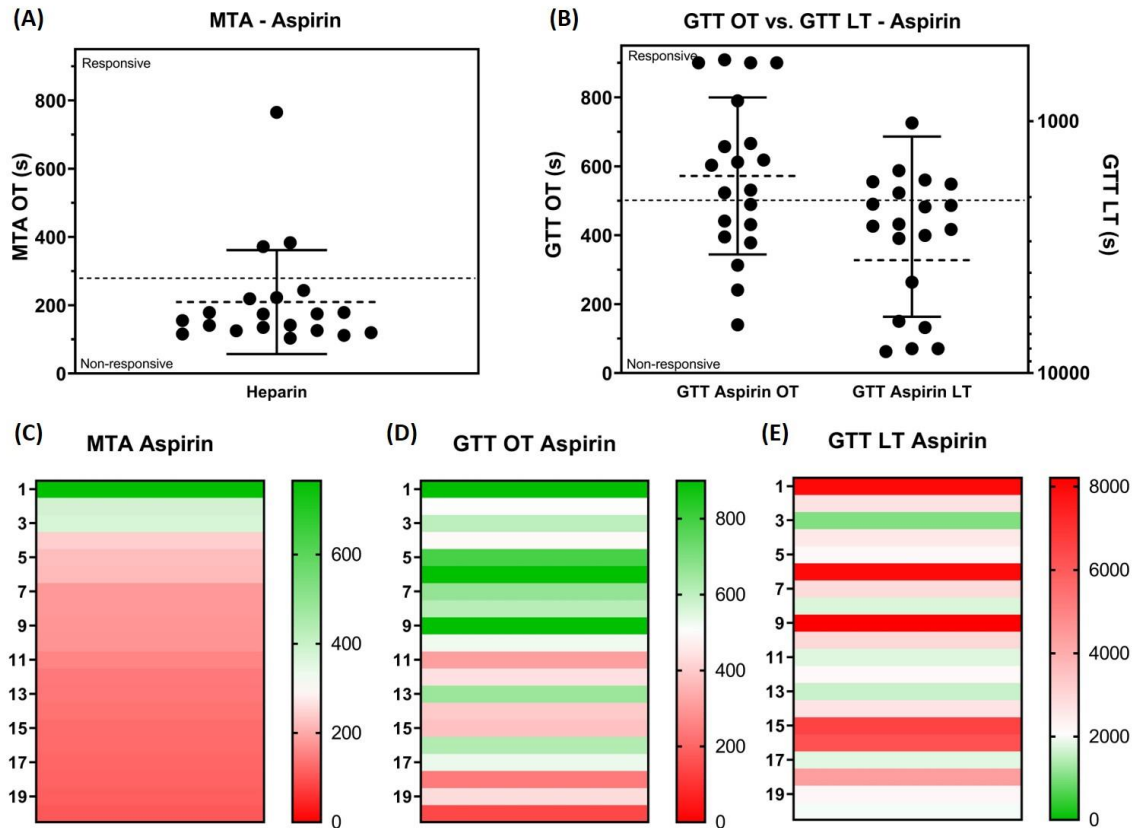 (A)
MTA - Aspirin
Responsive
800
600
400
200
0
MTA OT (s)
Non-responsive
Heparin
(B)
GTT OT vs. GTT LT - Aspirin
Responsive
800
600
400
200
0
GTT OT (s)
1000
10000
GTT LT (s)
Non-responsive
GTT Aspirin OT
GTT Aspirin LT
(C)
MTA Aspirin
1
3
5
7
9
11
13
15
17
19
600
400
200
0
(D)
GTT OT Aspirin
1
3
5
7
9
11
13
15
17
19
800
600
400
200
0
(E)
GTT LT Aspirin
1
3
5
7
9
11
13
15
17
19
8000
6000
4000
2000
0